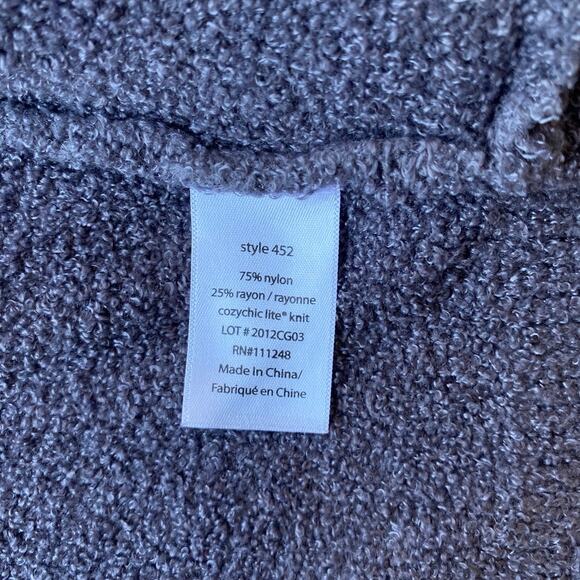 style 452
75% nylon
25% rayon / rayonne
cozychic lite® knit
LOT # 2012CG03
RN#111248
Made In China/
Fabriqué en Chine